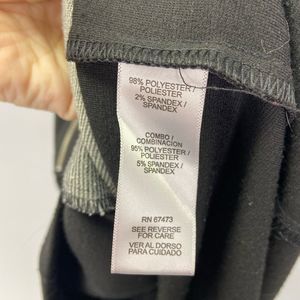 98% POLYESTER /
POLIESTER
2% SPANDEX /
SPANDEX
COMBO /
COMBINACION
95% POLYESTER /
POLIESTER
5% SPANDEX /
SPANDEX
RN 67473
SEE REVERSE
FOR CARE
VER AL DORSO
PARA CUIDADO